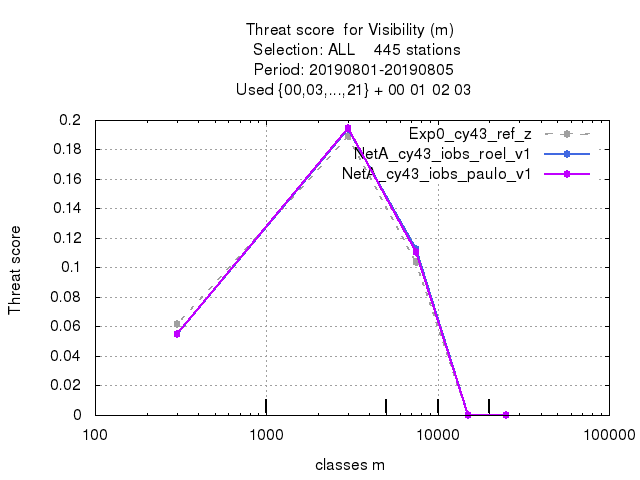 Threat score  for Visibility (m)
Selection: ALL    445 stations
Period: 20190801-20190805
Used {00,03,...,21} + 00 01 02 03
Exp0_cy43_ref_z
NetA_cy43_iobs_roel_v1
NetA_cy43_iobs_paulo_v1
Threat score
0.2
0.18
0.16
0.14
0.12
0.1
0.08
0.06
0.04
0.02
0
100
1000
10000
100000
classes m